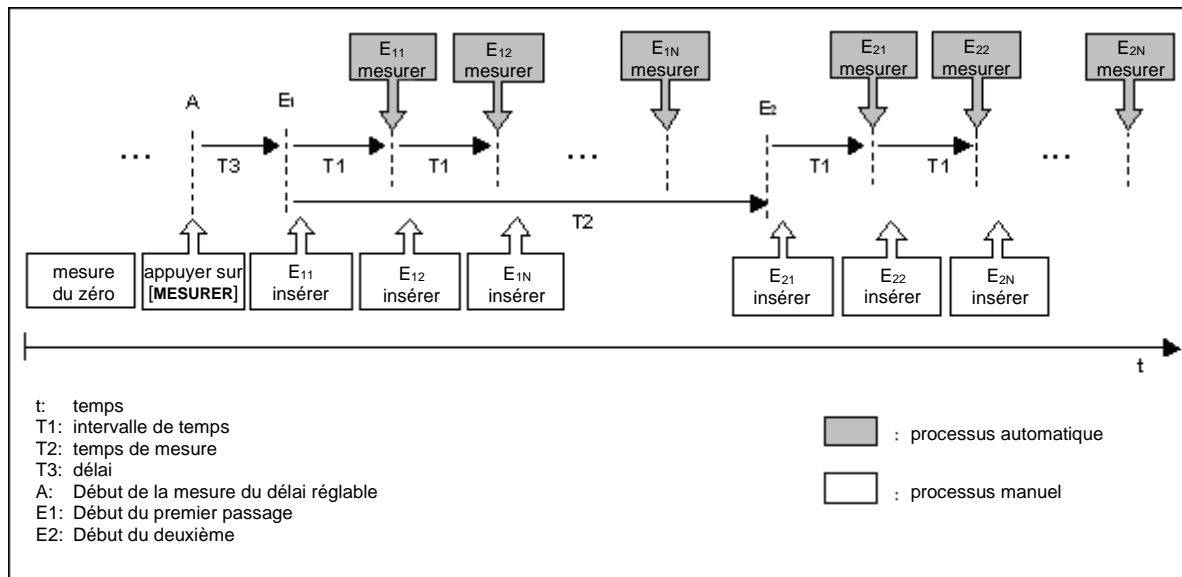 E11 mesurer
E12 mesurer
E1N mesurer
E21 mesurer
E22 mesurer
E2N mesurer
A
E1
E2
...
T3
T1
T1
...
T1
T1
...
T2
mesure du zéro
appuyer sur [MESURER]
E11 insérer
E12 insérer
E1N insérer
E21 insérer
E22 insérer
E2N insérer
t
t: temps
T1: intervalle de temps
T2: temps de mesure
T3: délai
A: Début de la mesure du délai réglable
E1: Début du premier passage
E2: Début du deuxième
: processus automatique
: processus manuel